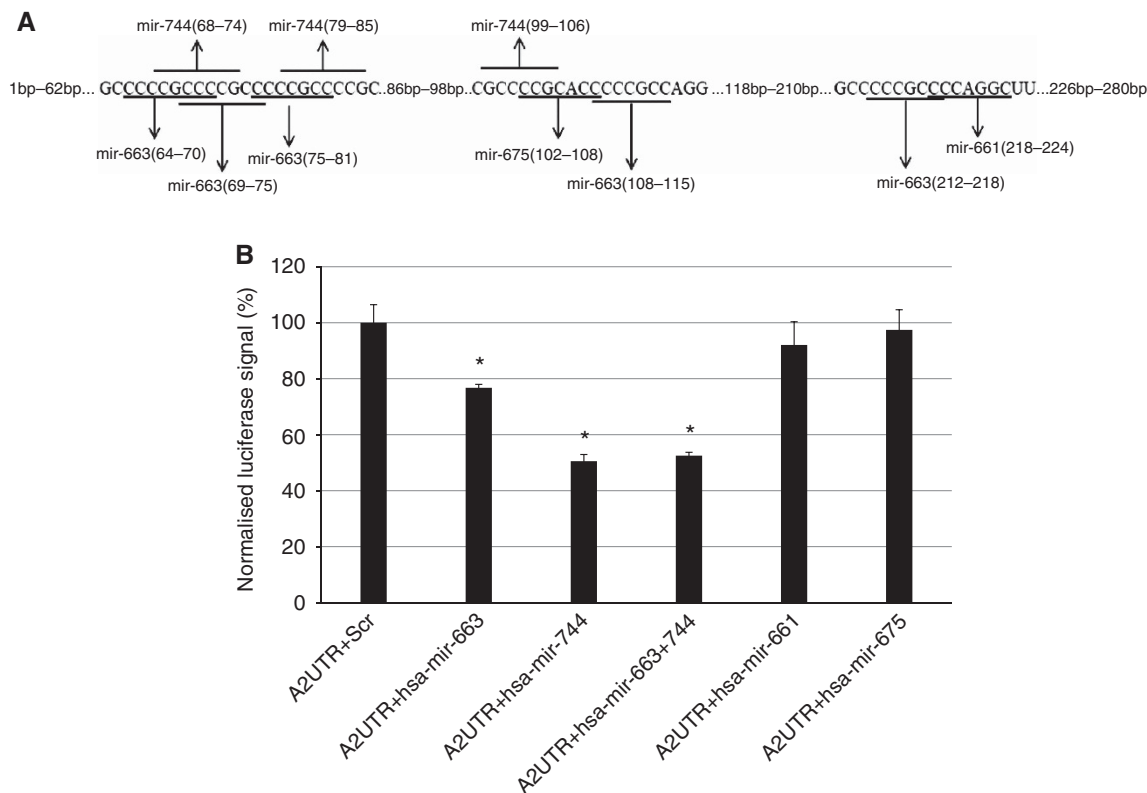 A
mir-744(68–74) mir-744(79–85) mir-744(99–106)
1bp–62bp... GCCCCCGCCCCGCCCCCGCCCCGC.86bp–98bp..CGCCCCGCACCCCCGCCAGG ...118bp–210bp... GCCCCCGCCCCAGGCUU...226bp–280bp
mir-663(64–70) mir-663(75–81) mir-675(102–108) mir-661(218–224)
mir-663(69–75) mir-663(108–115) mir-663(212–218)
B
Normalised luciferase signal (%)
120
100
80
60
40
20
0
* * *
A2UTR+Scr
A2UTR+hsa-mir-663
A2UTR+hsa-mir-744
A2UTR+hsa-mir-663+744
A2UTR+hsa-mir-661
A2UTR+hsa-mir-675